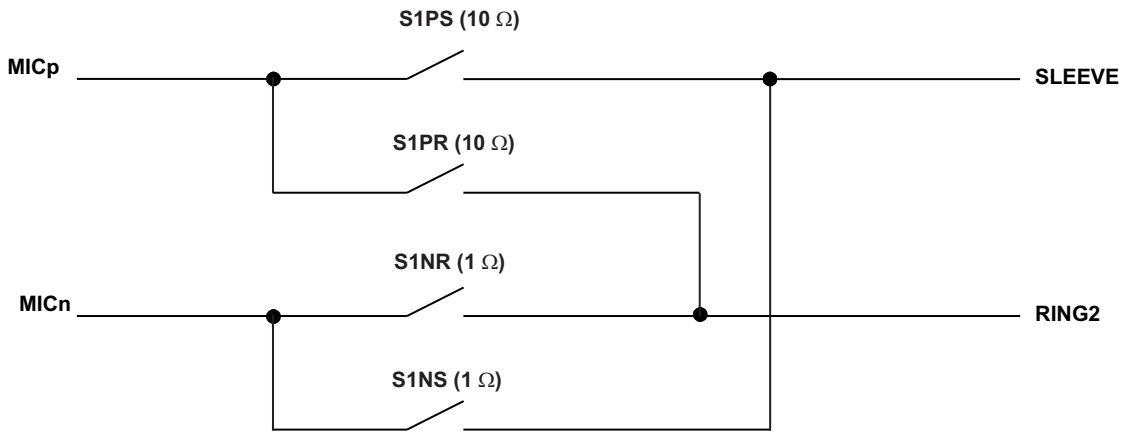 S1PS (10 Ω)
MICp
SLEEVE
S1PR (10 Ω)
S1NR (1 Ω)
MICn
RING2
S1NS (1 Ω)